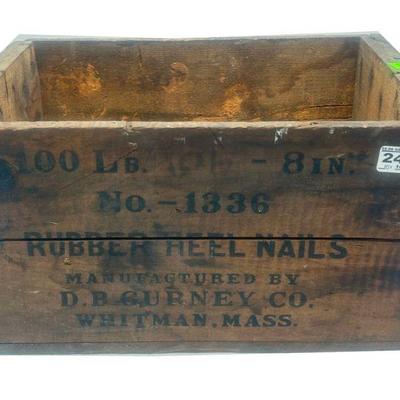 100 LB. - 8 IN.
NO.-1336
RUBBER HEEL NAILS
MANUFACTURED BY
D.B. GURNEY CO.
WHITMAN, MASS.
24